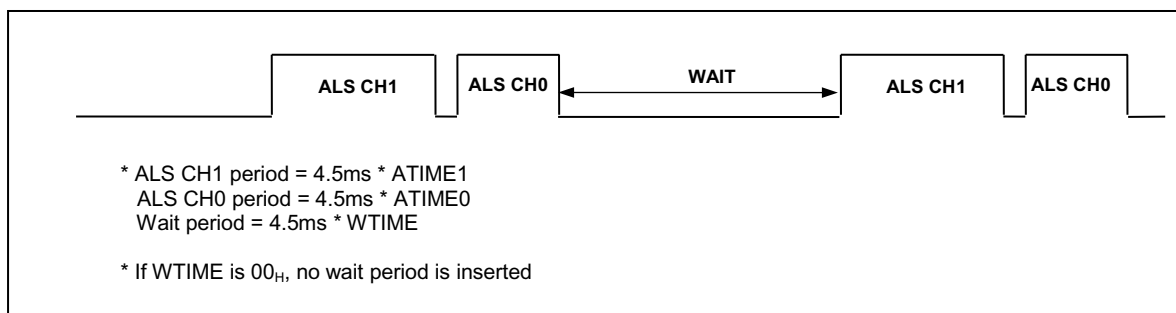 ALS CH1 ALS CH0 WAIT ALS CH1 ALS CH0
* ALS CH1 period = 4.5ms * ATIME1
ALS CH0 period = 4.5ms * ATIME0
Wait period = 4.5ms * WTIME
* If WTIME is 00H, no wait period is inserted